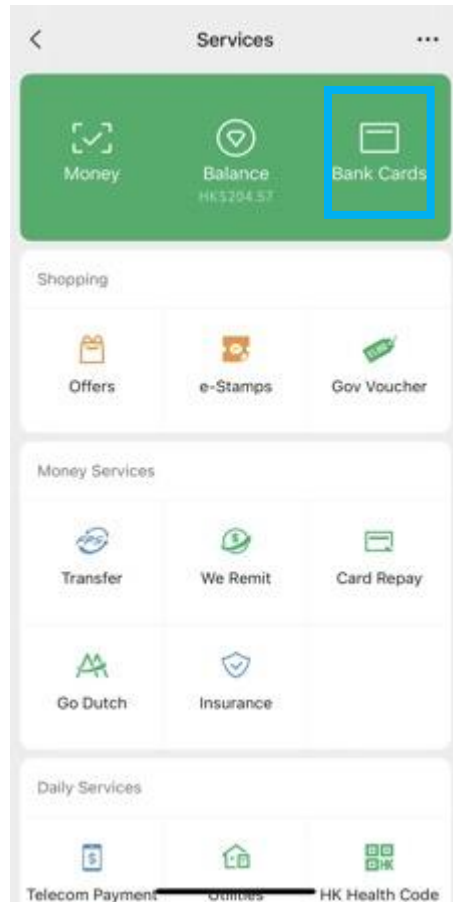 Services
Money Balance Bank Cards
HK$204.57
Shopping
Offers e-Stamps Gov Voucher
Money Services
Transfer We Remit Card Repay
Go Dutch Insurance
Daily Services
Telecom Payment Utilities HK Health Code